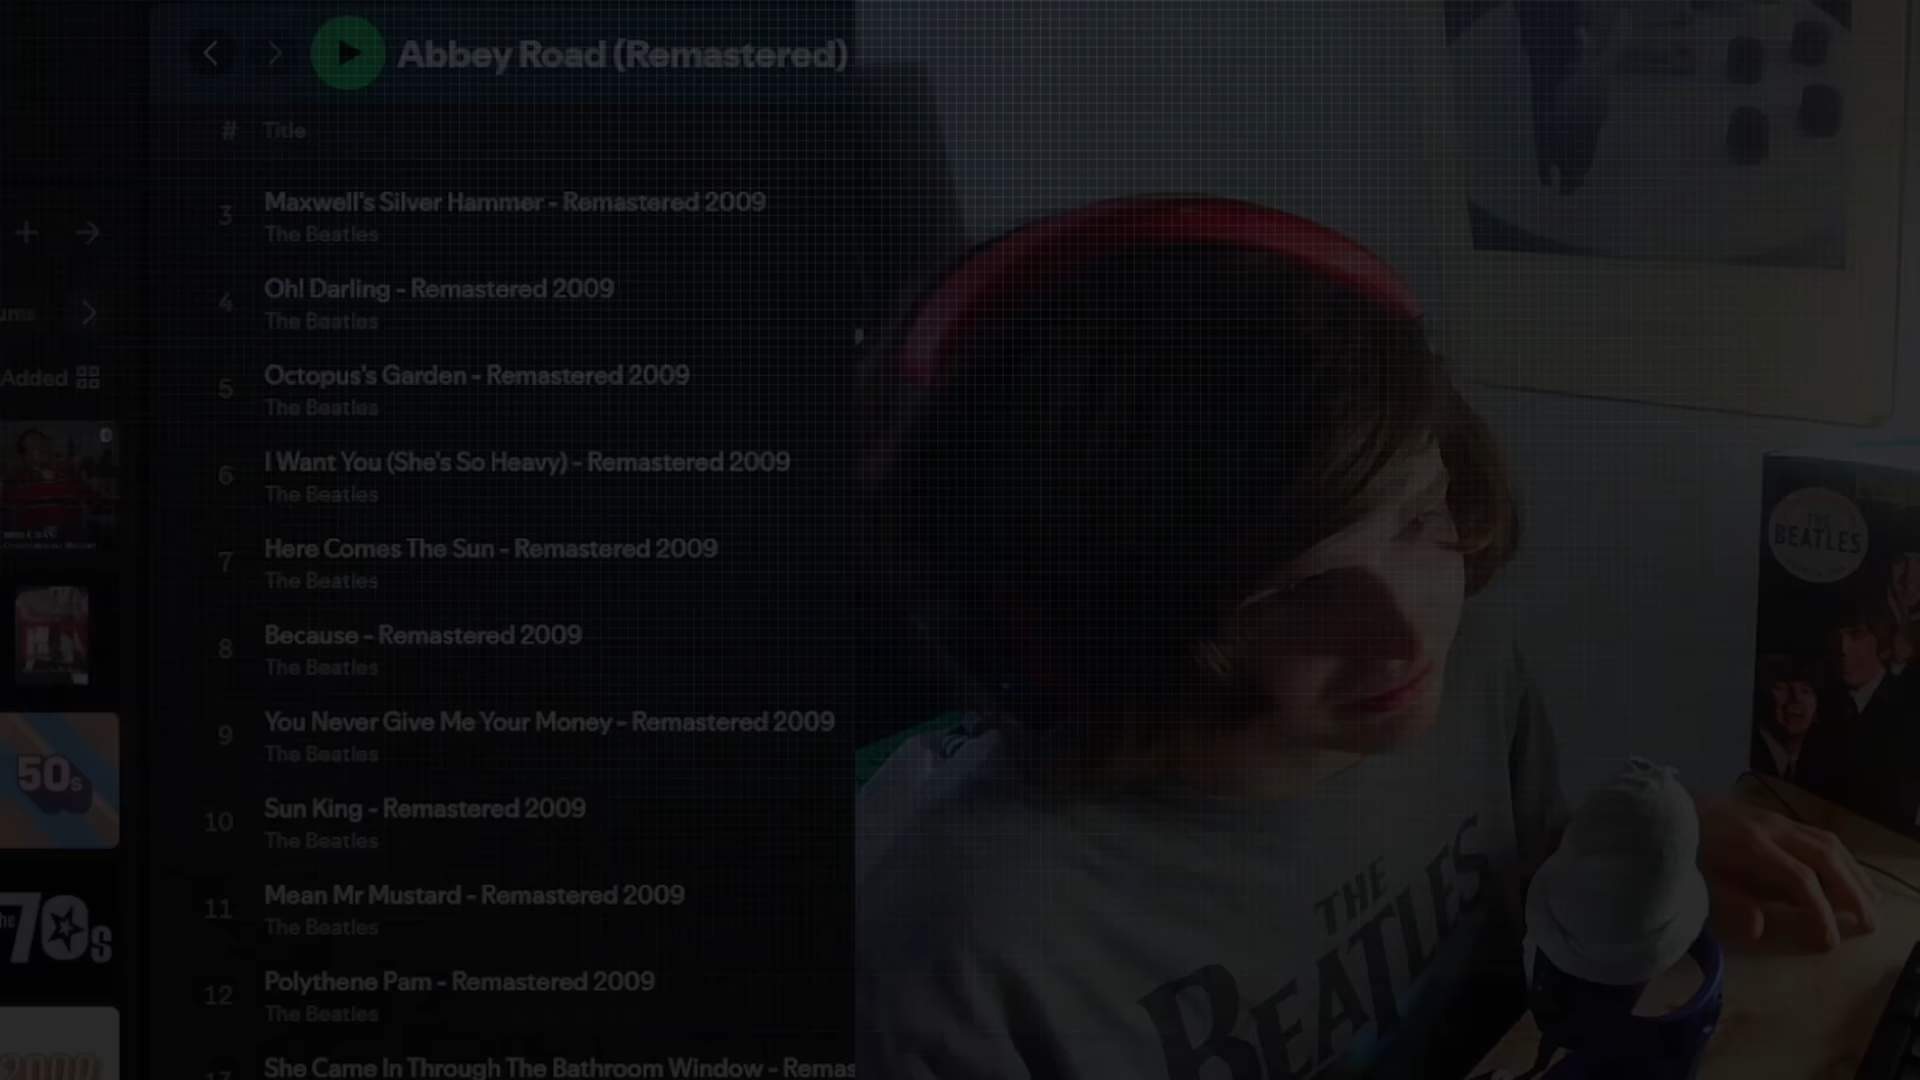 Abbey Road (Remastered)
# Title
3 Maxwell's Silver Hammer - Remastered 2009
The Beatles
4 Oh! Darling - Remastered 2009
The Beatles
5 Octopus's Garden - Remastered 2009
The Beatles
6 I Want You (She's So Heavy) - Remastered 2009
The Beatles
7 Here Comes The Sun - Remastered 2009
The Beatles
8 Because - Remastered 2009
The Beatles
9 You Never Give Me Your Money - Remastered 2009
The Beatles
10 Sun King - Remastered 2009
The Beatles
11 Mean Mr Mustard - Remastered 2009
The Beatles
12 Polythene Pam - Remastered 2009
The Beatles
She Came In Through The Bathroom Window - Remas
ums
Added
50s
he
70s
2000
THE
BEATLES
THE
BEATLES